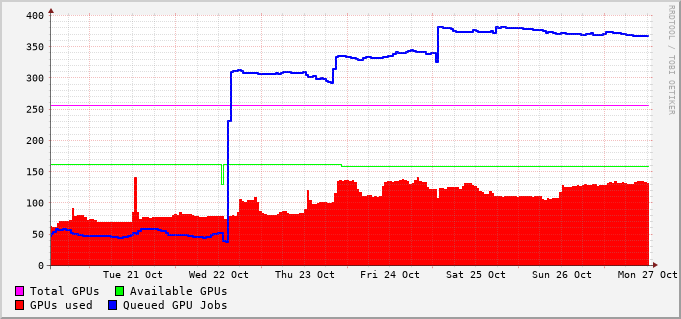 400
350
300
250
200
150
100
50
0
Tue 21 Oct Wed 22 Oct Thu 23 Oct Fri 24 Oct Sat 25 Oct Sun 26 Oct Mon 27 Oct
Total GPUs Available GPUs
GPUs used Queued GPU Jobs
RRDTOOL / TOBI OETIKER